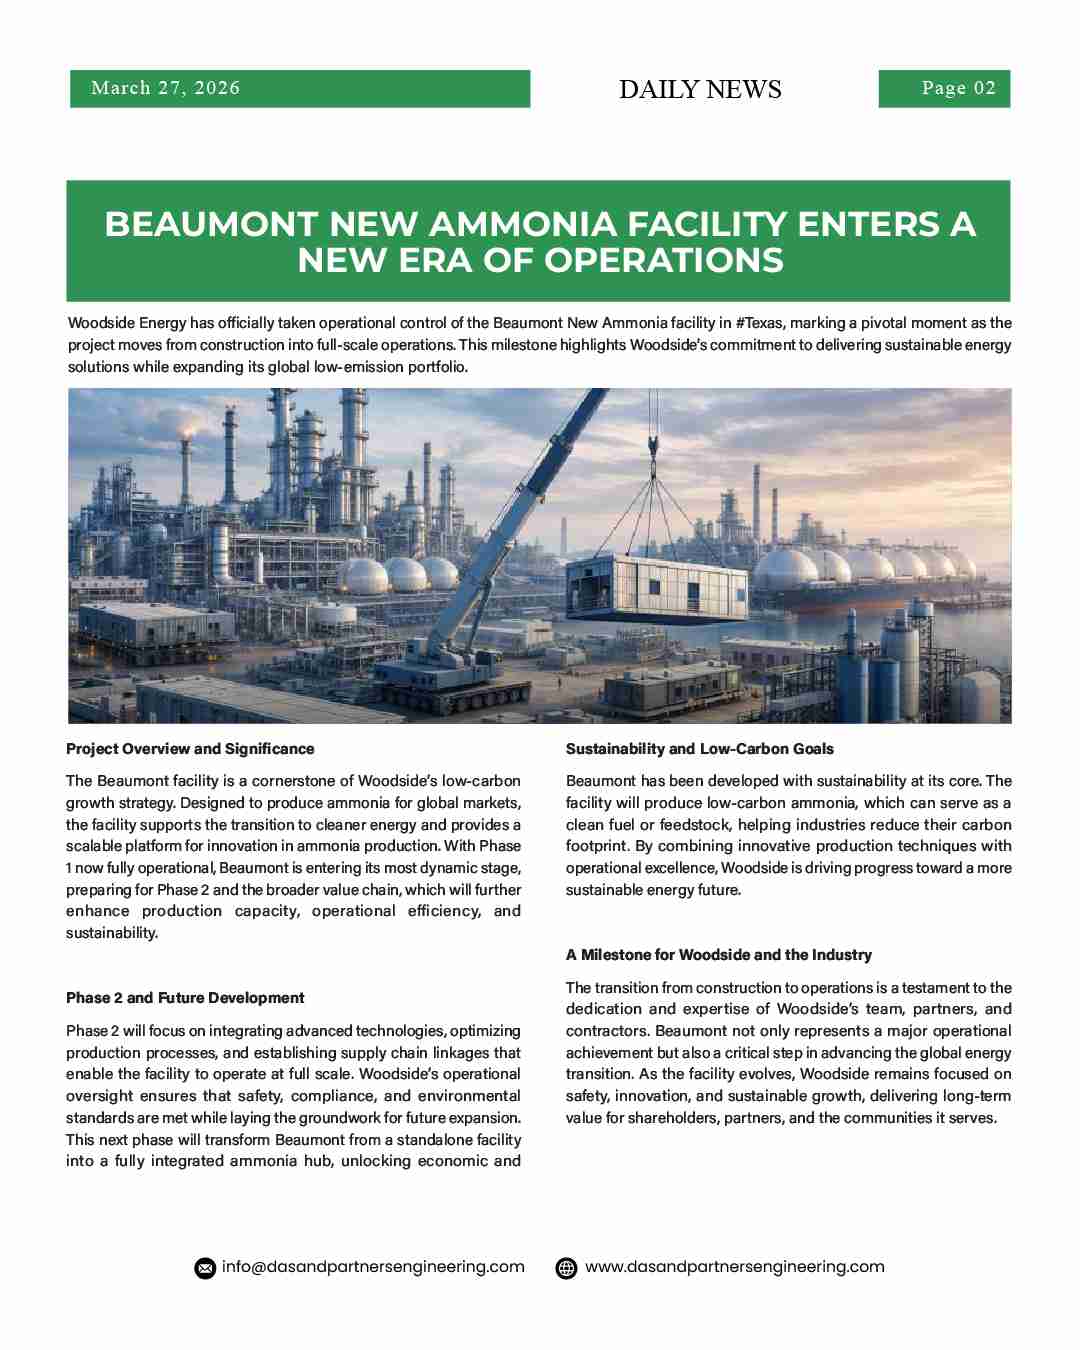 March 27, 2026
DAILY NEWS
Page 02
BEAUMONT NEW AMMONIA FACILITY ENTERS A
NEW ERA OF OPERATIONS
Woodside Energy has officially taken operational control of the Beaumont New Ammonia facility in #Texas, marking a pivotal moment as the
project moves from construction into full-scale operations. This milestone highlights Woodside's commitment to delivering sustainable energy
solutions while expanding its global low-emission portfolio.
Project Overview and Significance
The Beaumont facility is a cornerstone of Woodside's low-carbon
growth strategy. Designed to produce ammonia for global markets,
the facility supports the transition to cleaner energy and provides a
scalable platform for innovation in ammonia production. With Phase
1 now fully operational, Beaumont is entering its most dynamic stage,
preparing for Phase 2 and the broader value chain, which will further
enhance production capacity, operational efficiency, and
sustainability.
Phase 2 and Future Development
Phase 2 will focus on integrating advanced technologies, optimizing
production processes, and establishing supply chain linkages that
enable the facility to operate at full scale. Woodside's operational
oversight ensures that safety, compliance, and environmental
standards are met while laying the groundwork for future expansion.
This next phase will transform Beaumont from a standalone facility
into a fully integrated ammonia hub, unlocking economic and
Sustainability and Low-Carbon Goals
Beaumont has been developed with sustainability at its core. The
facility will produce low-carbon ammonia, which can serve as a
clean fuel or feedstock, helping industries reduce their carbon
footprint. By combining innovative production techniques with
operational excellence, Woodside is driving progress toward a more
sustainable energy future.
A Milestone for Woodside and the Industry
The transition from construction to operations is a testament to the
dedication and expertise of Woodside's team, partners, and
contractors. Beaumont not only represents a major operational
achievement but also a critical step in advancing the global energy
transition. As the facility evolves, Woodside remains focused on
safety, innovation, and sustainable growth, delivering long-term
value for shareholders, partners, and the communities it serves.
info@dasandpartnersengineering.com
www.dasandpartnersengineering.com